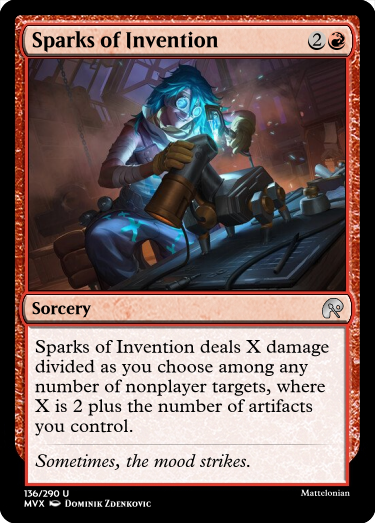 Sparks of Invention 2
Sorcery
Sparks of Invention deals X damage
divided as you choose among any
number of nonplayer targets, where
X is 2 plus the number of artifacts
you control.
Sometimes, the mood strikes.
136/290 U
Mattelonian
MVX DOMINIK ZDENKOVIC